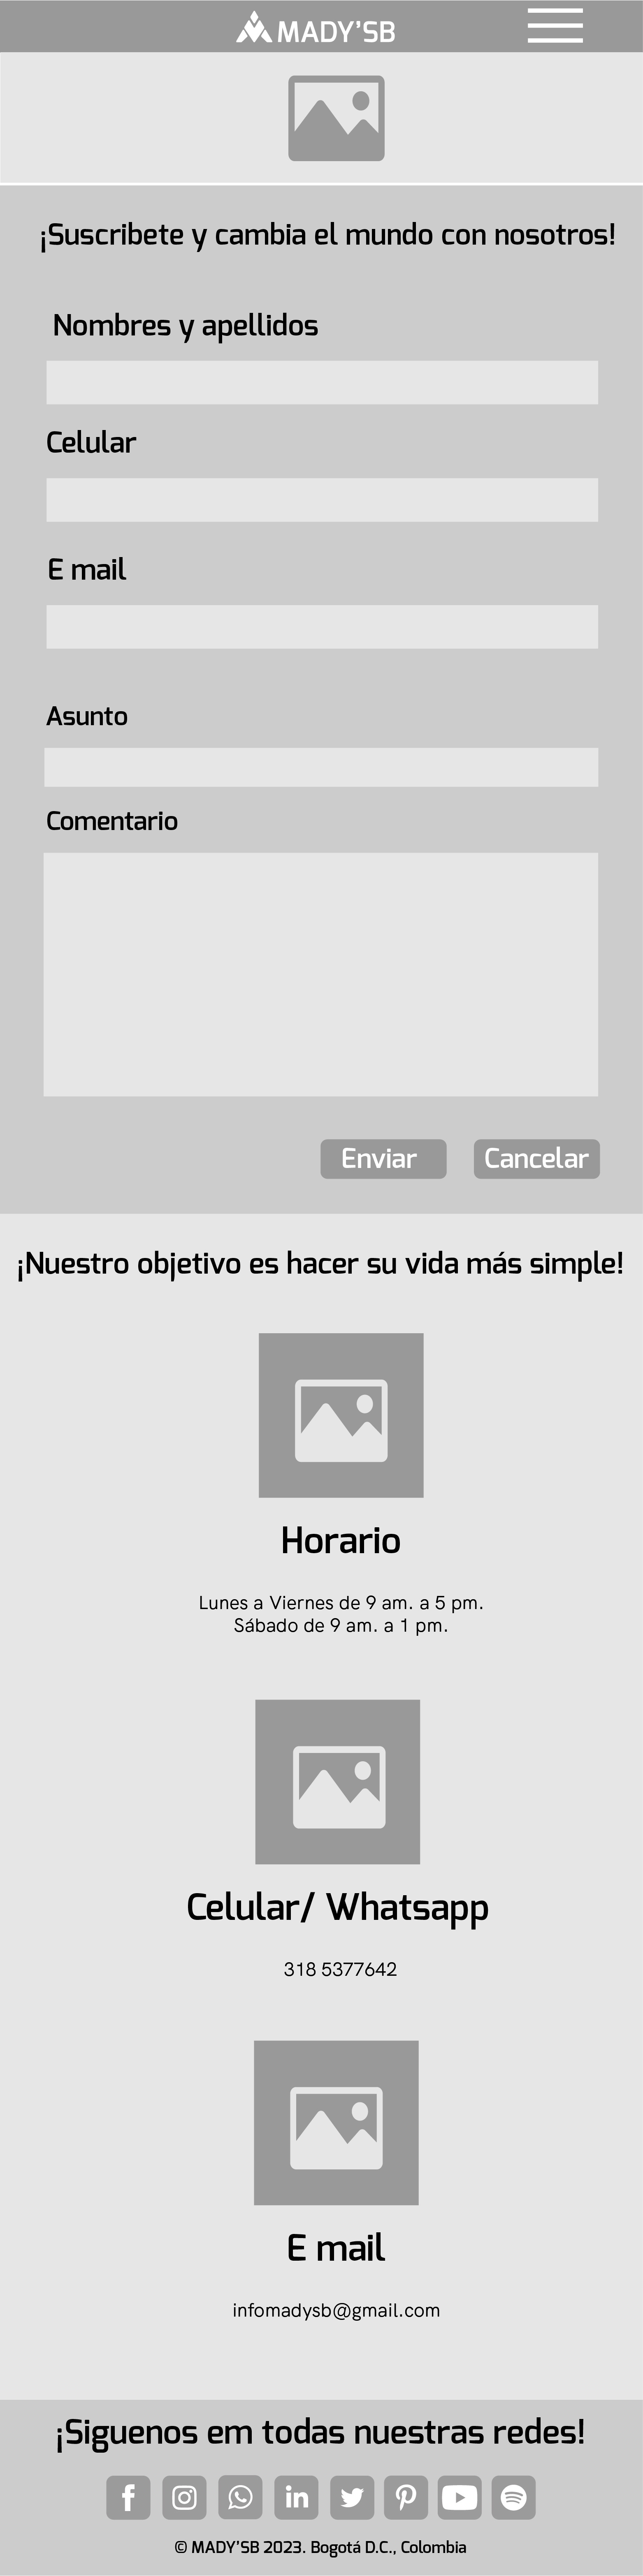 MADY'SB
¡Suscribete y cambia el mundo con nosotros!
Nombres y apellidos
Celular
E mail
Asunto
Comentario
Enviar
Cancelar
¡Nuestro objetivo es hacer su vida más simple!
Horario
Lunes a Viernes de 9 am. a 5 pm.
Sábado de 9 am. a 1 pm.
Celular/ Whatsapp
318 5377642
E mail
infomadysb@gmail.com
¡Siguenos em todas nuestras redes!
© MADY'SB 2023. Bogotá D.C., Colombia